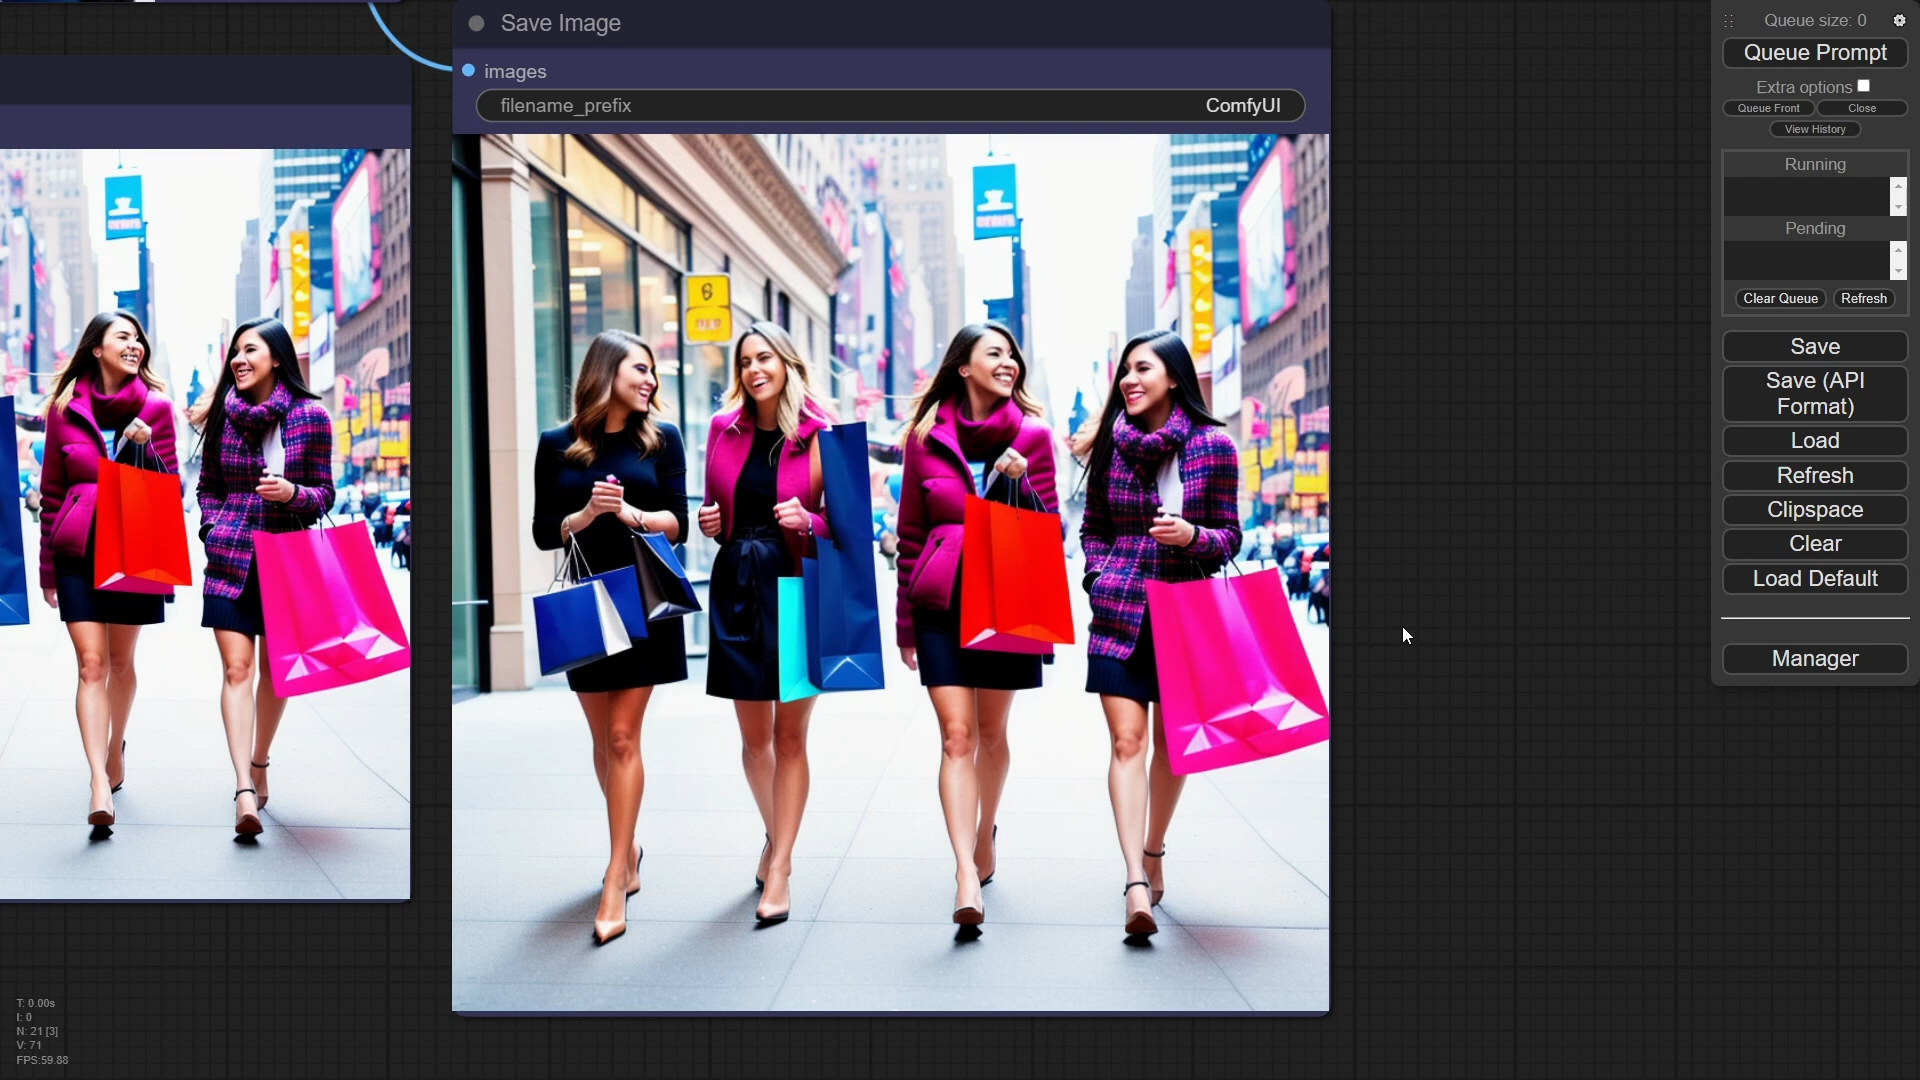 Save Image
images
filename_prefix
ComfyUI
6
Queue size: 0
Queue Prompt
Extra options
Queue Front
Close
View History
Running
Pending
Clear Queue
Refresh
Save
Save (API
Format)
Load
Refresh
Clipspace
Clear
Load Default
Manager
T: 0.00s
I: 0
N: 21 [3]
V: 71
FPS:59.88